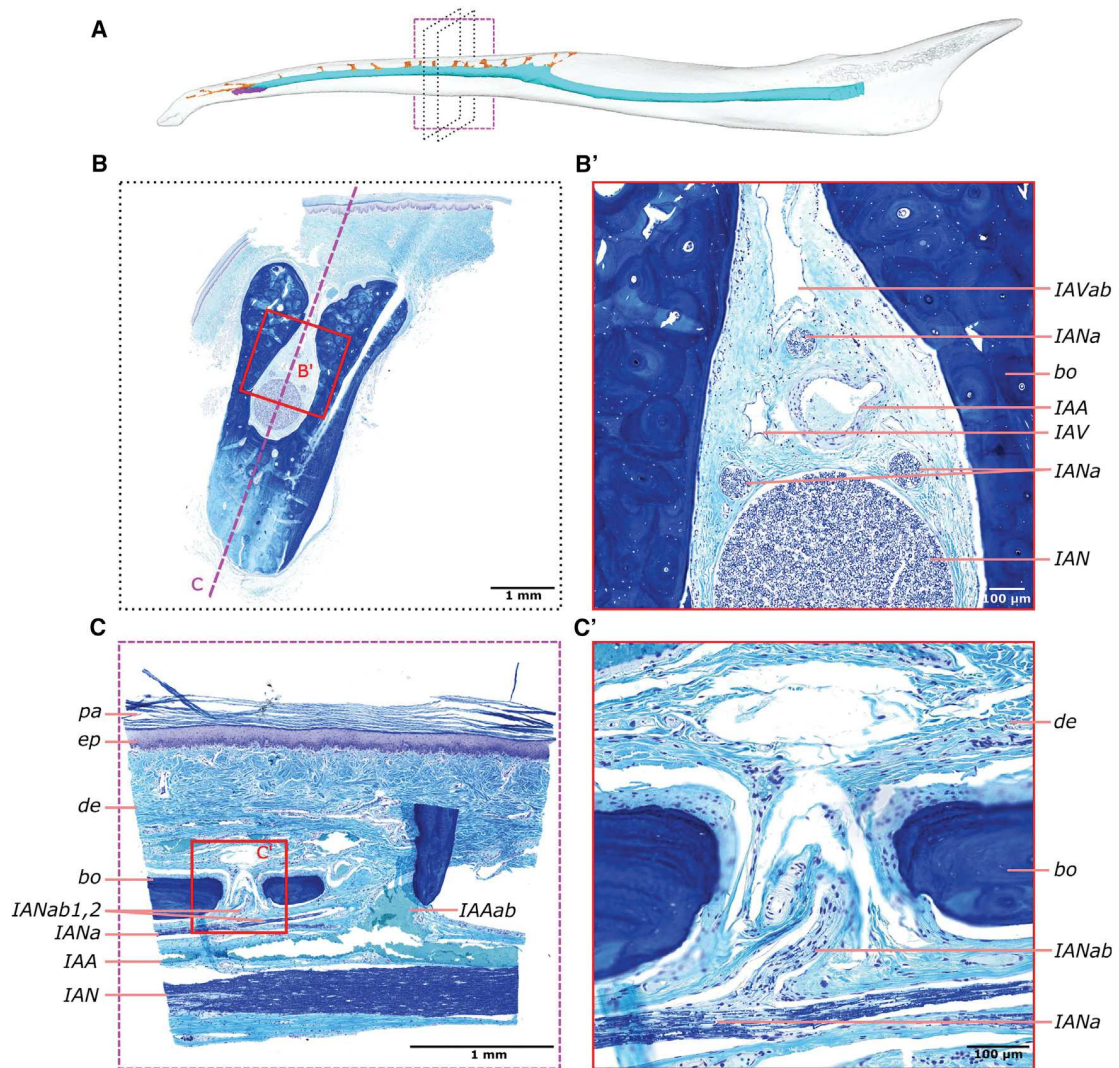 A
B
B'
C
1 mm
B'
IAVab
IANa
bo
IAA
IAV
IANa
IAN
100 µm
C
pa
ep
de
bo
IANab1,2
IANa
IAA
IAN
C'
IAAab
1 mm
C'
de
bo
IANab
IANa
100 µm